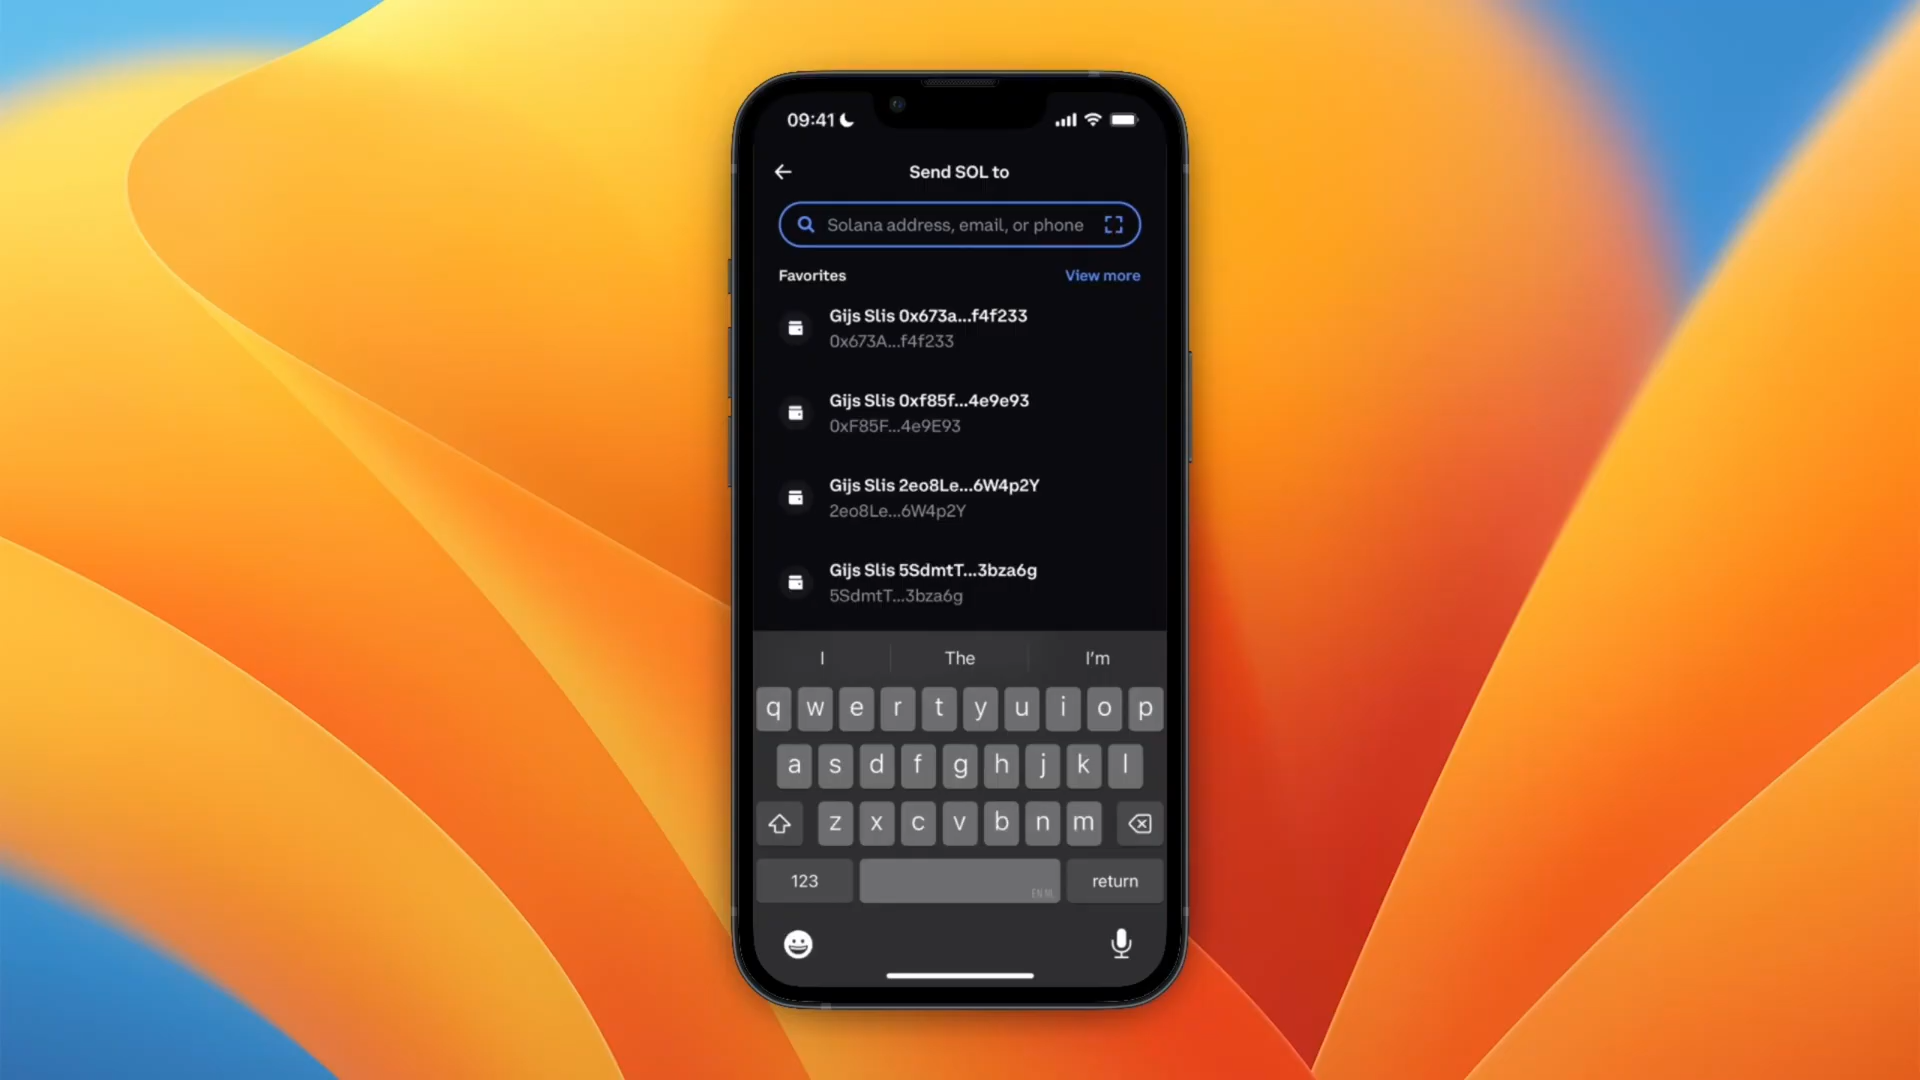 09:41
Send SOL to
Solana address, email, or phone
Favorites View more
Gijs Slis 0x673a...f4f233
0x673A...f4f233
Gijs Slis 0xf85f...4e9e93
0xF85F...4e9E93
Gijs Slis 2eo8Le...6W4p2Y
2eo8Le...6W4p2Y
Gijs Slis 5SdmtT...3bza6g
5SdmtT...3bza6g
I The I'm
q w e r t y u i o p
a s d f g h j k l
z x c v b n m
123 EN NL return